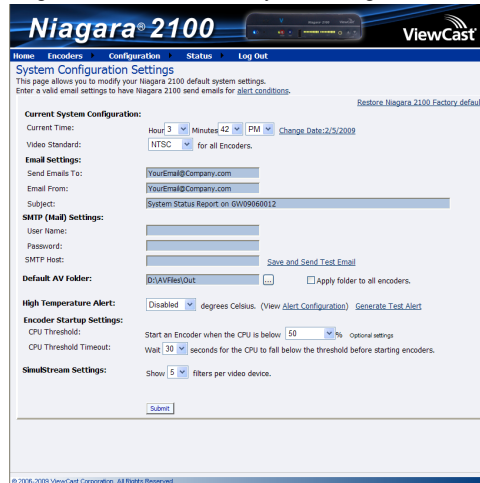 Niagara® 2100
ViewCast
Home Encoders Configuration Status Log Out
System Configuration Settings
This page allows you to modify your Niagara 2100 default system settings.
Enter a valid email settings to have Niagara 2100 send emails for alert conditions.
Restore Niagara 2100 Factory defaul
Current System Configuration:
Current Time: Hour 3 Minutes 42 PM Change Date:2/5/2009
Video Standard: NTSC for all Encoders.
Email Settings:
Send Emails To: YourEmail@Company.com
Email From: YourEmail@Company.com
Subject: System Status Report on GW09060012
SMTP (Mail) Settings:
User Name:
Password:
SMTP Host: Save and Send Test Email
Default AV Folder: D:\AVFiles\Out ... Apply folder to all encoders.
High Temperature Alert: Disabled degrees Celsius. (View Alert Configuration) Generate Test Alert
Encoder Startup Settings:
CPU Threshold: Start an Encoder when the CPU is below 50 % Optional settings
CPU Threshold Timeout: Wait 30 seconds for the CPU to fall below the threshold before starting encoders.
SimulStream Settings: Show 5 filters per video device.
Submit
© 2006-2009 ViewCast Corporation. All Rights Reserved.